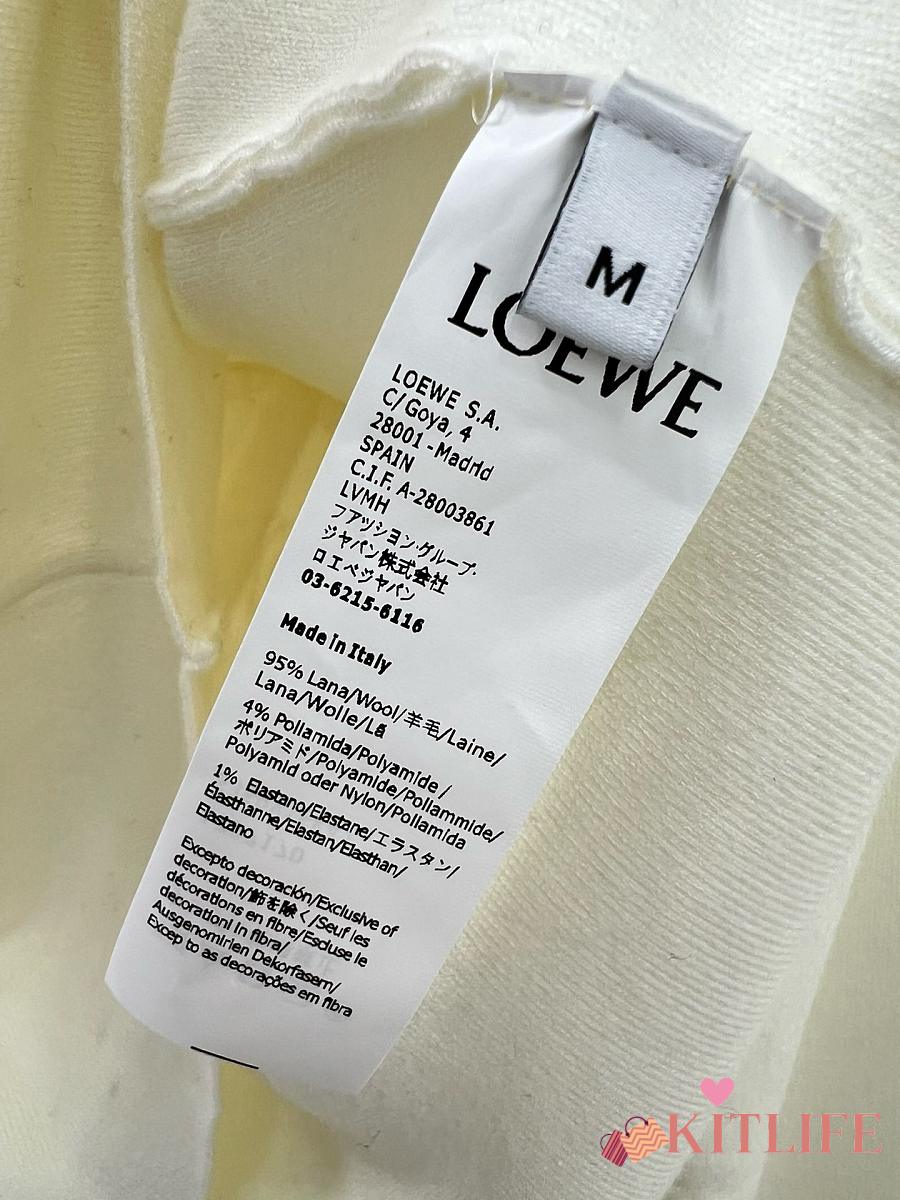 M
LOEWE
LOEWE S.A.
C/Goya, 4
28001 - Madrid
SPAIN
C.I.F. A-28003861
LVMH
ファッション・グループ・
ジャパン株式会社
ロエベジャパン
03-6215-6116
Made in Italy
95% Lana/Wool/羊毛/Laine/
Lana/Wolle/Lã
4% Poliamida/Polyamide/
ポリアミド/Polyamide/Poliammide/
Polyamid oder Nylon/Poliamida
1% Elastano/Elastane/エラスタン/
Élasthanne/Elastan/Elasthan/
Elastano
Excepto decoración/Exclusive of
decoration/飾を除く/Seuf les
décorations en fibre/Escluse le
decorationi in fibra/
Ausgenomirien Dekorfasern/
Excep to as decorações em fibra
KITLIFE